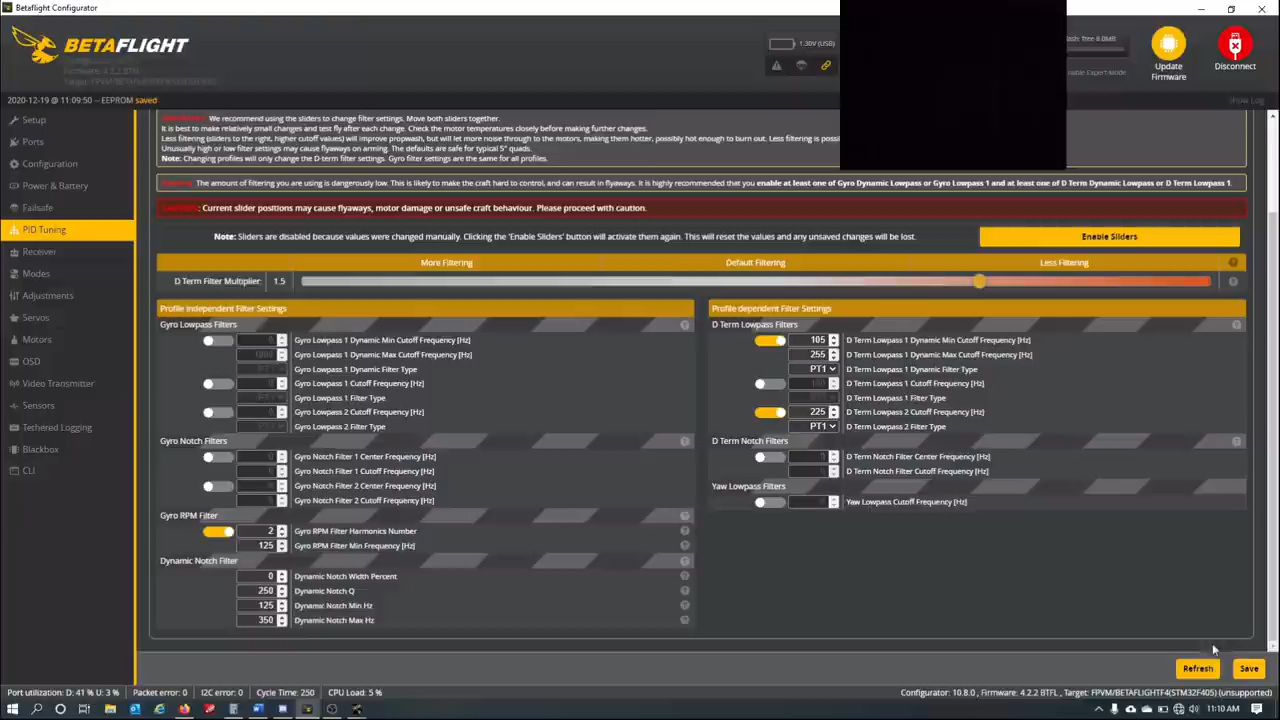 Betaflight Configurator
BETAFLIGHT
1.30V (USB)
Update Firmware
Disconnect
2020-12-19 @ 11:09:50 -- EEPROM saved
Show Log
Setup
Ports
Configuration
Power & Battery
Failsafe
PID Tuning
Receiver
Modes
Adjustments
Servos
Motors
OSD
Video Transmitter
Sensors
Tethered Logging
Blackbox
CLI
We recommend using the sliders to change filter settings. Move both sliders together.
It is best to make relatively small changes and test fly after each change. Check the motor temperatures closely before making further changes.
Less filtering (sliders to the right, higher cutoff values) will improve propwash, but will let more noise through to the motors, making them hotter, possibly hot enough to burn out. Less filtering is
Unusually high or low filter settings may cause flyaways on arming. The defaults are safe for typical 5" quads.
Note: Changing profiles will only change the D-term filter settings. Gyro filter settings are the same for all profiles.
The amount of filtering you are using is dangerously low. This is likely to make the craft hard to control, and can result in flyaways. It is highly recommended that you enable at least one of Gyro Dynamic Lowpass or Gyro Lowpass 1 and at least one of D Term Dynamic Lowpass or D Term Lowpass 1.
: Current slider positions may cause flyaways, motor damage or unsafe craft behaviour. Please proceed with caution.
Note: Sliders are disabled because values were changed manually. Clicking the 'Enable Sliders' button will activate them again. This will reset the values and any unsaved changes will be lost.
Enable Sliders
More Filtering Default Filtering Less Filtering
D Term Filter Multiplier: 1.5
Profile independent Filter Settings
Gyro Lowpass Filters
Gyro Lowpass 1 Dynamic Min Cutoff Frequency [Hz]
Gyro Lowpass 1 Dynamic Max Cutoff Frequency [Hz]
Gyro Lowpass 1 Dynamic Filter Type
Gyro Lowpass 1 Cutoff Frequency [Hz]
Gyro Lowpass 1 Filter Type
Gyro Lowpass 2 Cutoff Frequency [Hz]
Gyro Lowpass 2 Filter Type
Gyro Notch Filters
Gyro Notch Filter 1 Center Frequency [Hz]
Gyro Notch Filter 1 Cutoff Frequency [Hz]
Gyro Notch Filter 2 Center Frequency [Hz]
Gyro Notch Filter 2 Cutoff Frequency [Hz]
Gyro RPM Filter
2 Gyro RPM Filter Harmonics Number
125 Gyro RPM Filter Min Frequency [Hz]
Dynamic Notch Filter
0 Dynamic Notch Width Percent
250 Dynamic Notch Q
125 Dynamic Notch Min Hz
350 Dynamic Notch Max Hz
Profile dependent Filter Settings
D Term Lowpass Filters
105 D Term Lowpass 1 Dynamic Min Cutoff Frequency [Hz]
255 D Term Lowpass 1 Dynamic Max Cutoff Frequency [Hz]
PT1 D Term Lowpass 1 Dynamic Filter Type
D Term Lowpass 1 Cutoff Frequency [Hz]
D Term Lowpass 1 Filter Type
225 D Term Lowpass 2 Cutoff Frequency [Hz]
PT1 D Term Lowpass 2 Filter Type
D Term Notch Filters
D Term Notch Filter Center Frequency [Hz]
D Term Notch Filter Cutoff Frequency [Hz]
Yaw Lowpass Filters
Yaw Lowpass Cutoff Frequency [Hz]
Refresh
Save
Port utilization: D: 41 % U: 3 % Packet error: 0 I2C error: 0 Cycle Time: 250 CPU Load: 5 %
Configurator: 10.8.0 , Firmware: 4.2.2 BTFL , Target: FPVM/BETAFLIGHTF4(STM32F405) (unsupported)
11:10 AM